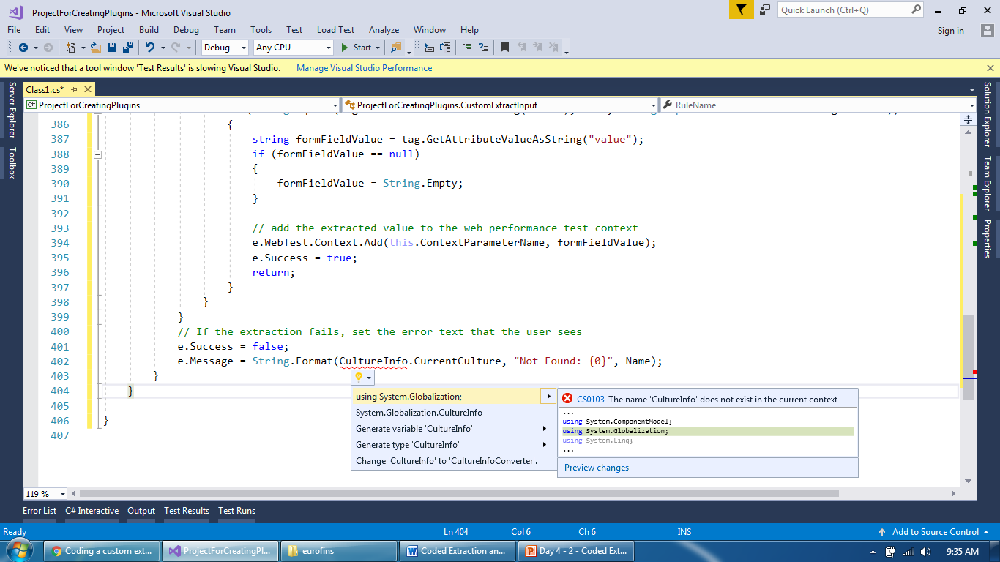 ProjectForCreatingPlugins - Microsoft Visual Studio
Quick Launch (Ctrl+Q)
File Edit View Project Build Debug Team Tools Test Load Test Analyze Window Help
Sign in
Debug Any CPU Start
We've noticed that a tool window 'Test Results' is slowing Visual Studio. Manage Visual Studio Performance
Server Explorer
Toolbox
Class1.cs*
C# ProjectForCreatingPlugins
ProjectForCreatingPlugins.CustomExtractInput
RuleName
386 {
387 string formFieldValue = tag.GetAttributeValueAsString("value");
388 if (formFieldValue == null)
389 {
390 formFieldValue = String.Empty;
391 }
392
393 // add the extracted value to the web performance test context
394 e.WebTest.Context.Add(this.ContextParameterName, formFieldValue);
395 e.Success = true;
396 return;
397 }
398 }
399 }
400 // If the extraction fails, set the error text that the user sees
401 e.Success = false;
402 e.Message = String.Format(CultureInfo.CurrentCulture, "Not Found: {0}", Name);
403 }
404 }
405
406 }
407
using System.Globalization;
System.Globalization.CultureInfo
Generate variable 'CultureInfo'
Generate type 'CultureInfo'
Change 'CultureInfo' to 'CultureInfoConverter'.
CS0103 The name 'CultureInfo' does not exist in the current context
...
using System.ComponentModel;
using System.Globalization;
using System.Linq;
...
Preview changes
Solution Explorer
Team Explorer
Properties
119 %
Error List C# Interactive Output Test Results Test Runs
Ready Ln 404 Col 6 Ch 6 INS Add to Source Control
Coding a custom ext...
ProjectForCreatingPl...
eurofins
Coded Extraction an...
Day 4 - 2 - Coded Ext...
9:35 AM